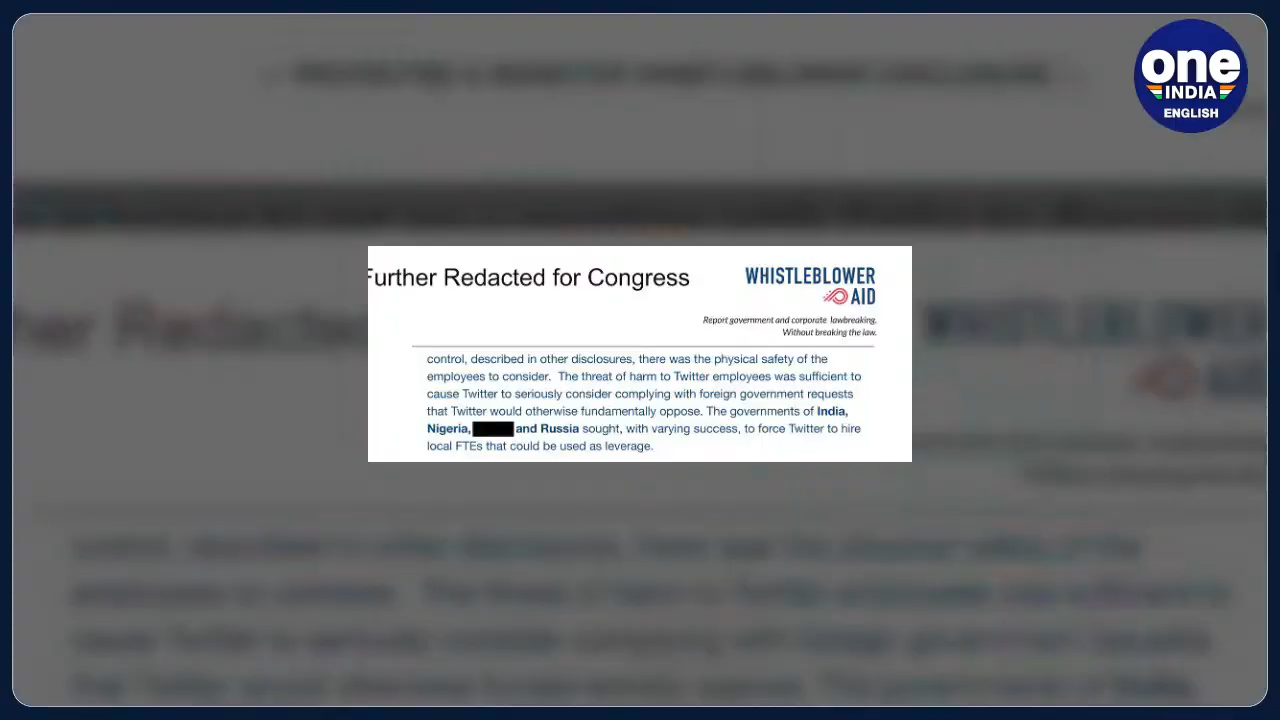 one
INDIA
ENGLISH
Further Redacted for Congress
WHISTLEBLOWER
AID
Report government and corporate lawbreaking.
Without breaking the law.
control, described in other disclosures, there was the physical safety of the
employees to consider. The threat of harm to Twitter employees was sufficient to
cause Twitter to seriously consider complying with foreign government requests
that Twitter would otherwise fundamentally oppose. The governments of India,
Nigeria, and Russia sought, with varying success, to force Twitter to hire
local FTEs that could be used as leverage.